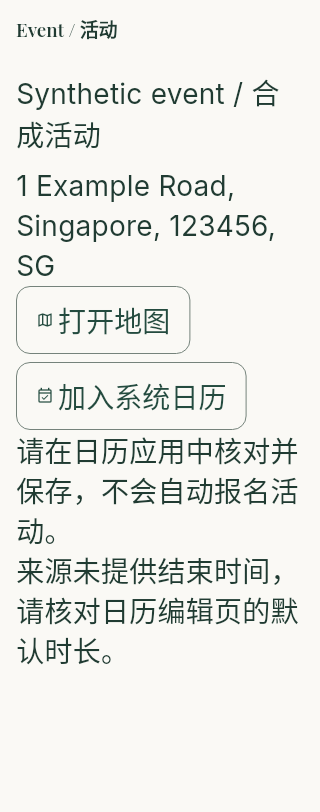 Event / 活动
Synthetic event / 合
成活动
1 Example Road,
Singapore, 123456,
SG
打开地图
加入系统日历
请在日历应用中核对并
保存，不会自动报名活
动。
来源未提供结束时间，
请核对日历编辑页的默
认时长。